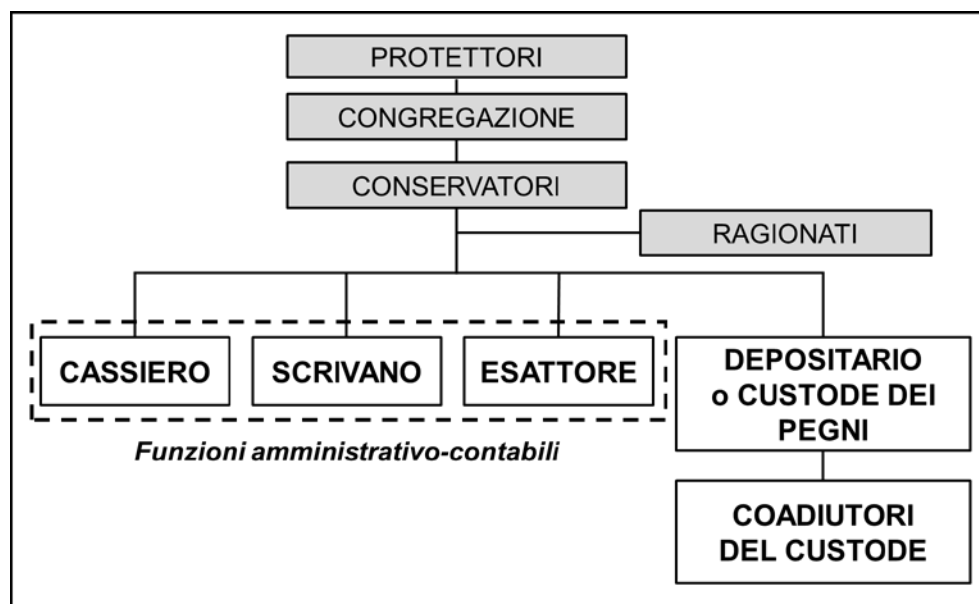 PROTETTORI
CONGREGAZIONE
CONSERVATORI
RAGIONATI
CASSIERO
SCRIVANO
ESATTORE
DEPOSITARIO
o CUSTODE DEI
PEGNI
Funzioni amministrativo-contabili
COADIUTORI
DEL CUSTODE